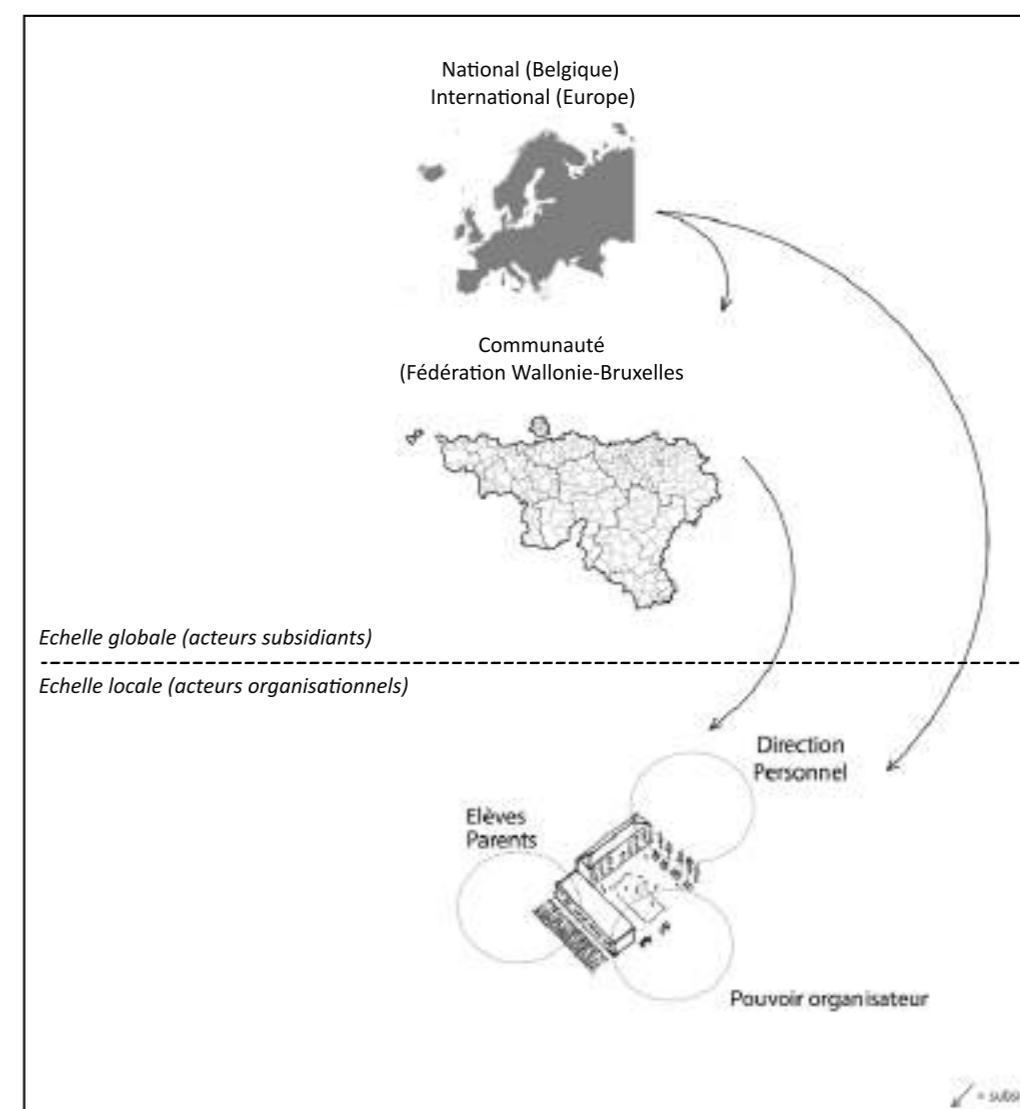 National (Belgique)
International (Europe)
Communauté
(Fédération Wallonie-Bruxelles
Echelle globale (acteurs subsidiants)
Echelle locale (acteurs organisationnels)
Direction
Personnel
Elèves
Parents
Pouvoir organisateur